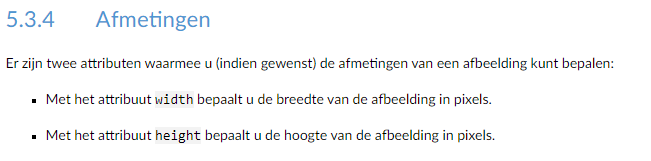 5.3.4 Afmetingen
Er zijn twee attributen waarmee u (indien gewenst) de afmetingen van een afbeelding kunt bepalen:
▪ Met het attribuut width bepaalt u de breedte van de afbeelding in pixels.
▪ Met het attribuut height bepaalt u de hoogte van de afbeelding in pixels.